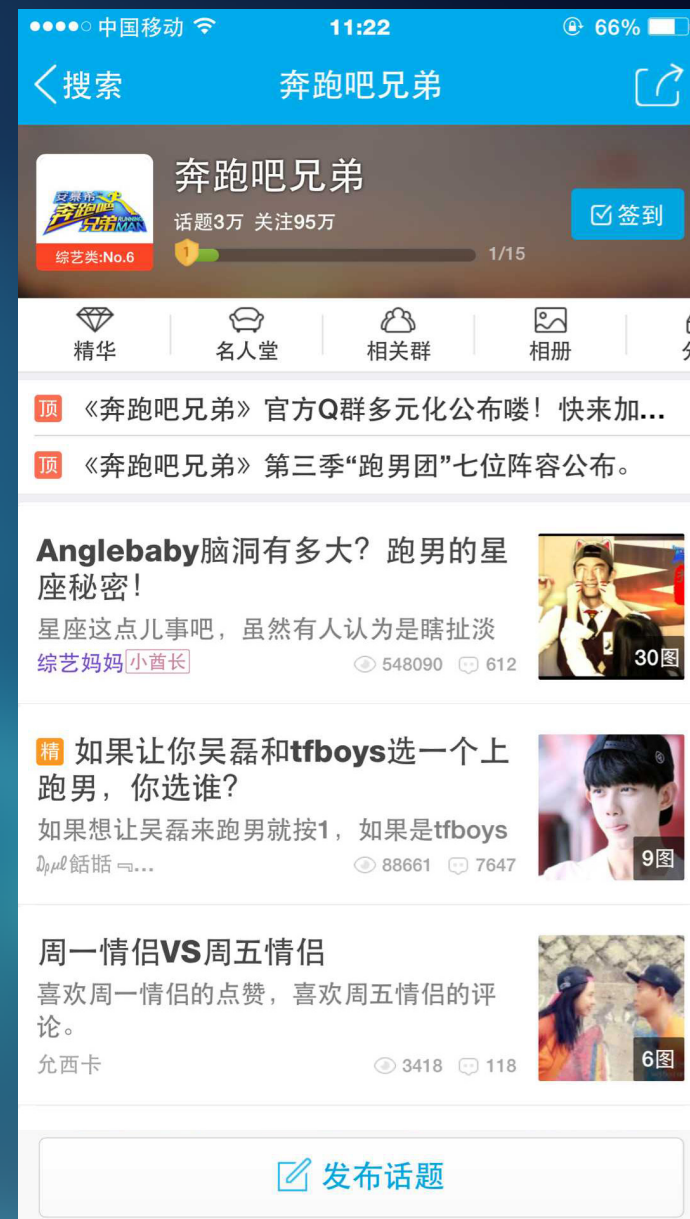 中国移动 11:22 66%
搜索 奔跑吧兄弟
安慕希
奔跑吧
兄弟
RUNNING
MAN
综艺类:No.6
奔跑吧兄弟
话题3万 关注95万
1 1/15
签到
精华 名人堂 相关群 相册
顶 《奔跑吧兄弟》官方Q群多元化公布喽！快来加...
顶 《奔跑吧兄弟》第三季“跑男团”七位阵容公布。
Anglebaby脑洞有多大？跑男的星
座秘密！
星座这点儿事吧，虽然有人认为是瞎扯淡
综艺妈妈 小酋长 548090 612
30图
精 如果让你吴磊和tfboys选一个上
跑男，你选谁？
如果想让吴磊来跑男就按1，如果是tfboys
88661 7647
9图
周一情侣VS周五情侣
喜欢周一情侣的点赞，喜欢周五情侣的评
论。
允西卡 3418 118
6图
发布话题